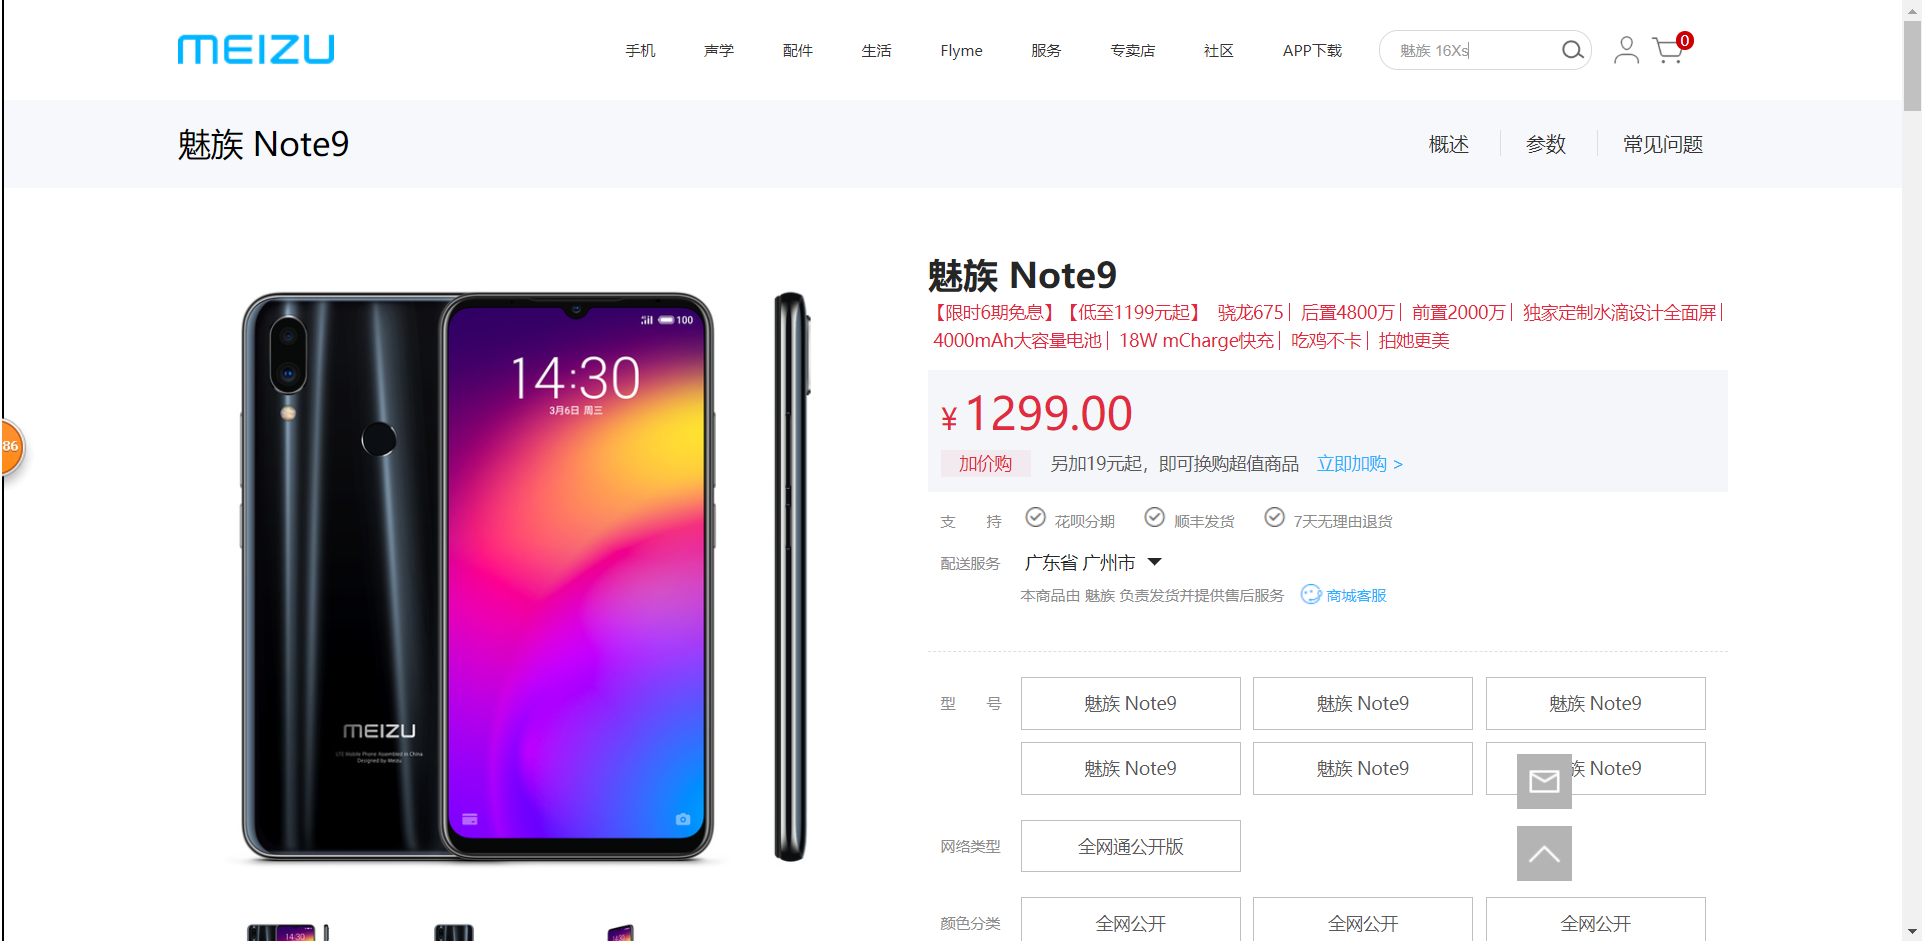 MEIZU
手机 声学 配件 生活 Flyme 服务 专卖店 社区 APP下载 魅族 16Xs 0
魅族 Note9
概述 参数 常见问题
魅族 Note9
【限时6期免息】【低至1199元起】 骁龙675 | 后置4800万 | 前置2000万 | 独家定制水滴设计全面屏 |
4000mAh大容量电池 | 18W mCharge快充 | 吃鸡不卡 | 拍她更美
¥ 1299.00
加价购 另加19元起，即可换购超值商品 立即加购 >
支 持 花呗分期 顺丰发货 7天无理由退货
配送服务 广东省 广州市
本商品由 魅族 负责发货并提供售后服务 商城客服
型 号 魅族 Note9 魅族 Note9 魅族 Note9
魅族 Note9 魅族 Note9 族 Note9
网络类型 全网通公开版
颜色分类 全网公开 全网公开 全网公开
100
14:30
3月6日 周三
MEIZU
LTE Mobile Phone Assembled in China
Designed by Meizu
86
14:30